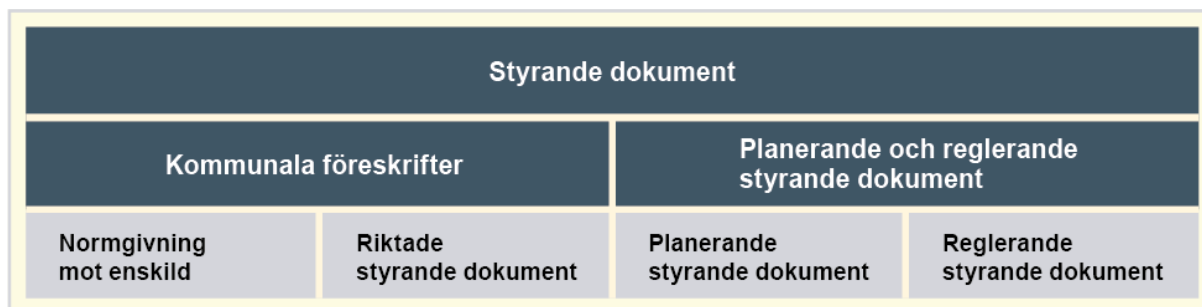 Styrande dokument
Kommunala föreskrifter
Planerande och reglerande
styrande dokument
Normgivning
mot enskild
Riktade
styrande dokument
Planerande
styrande dokument
Reglerande
styrande dokument